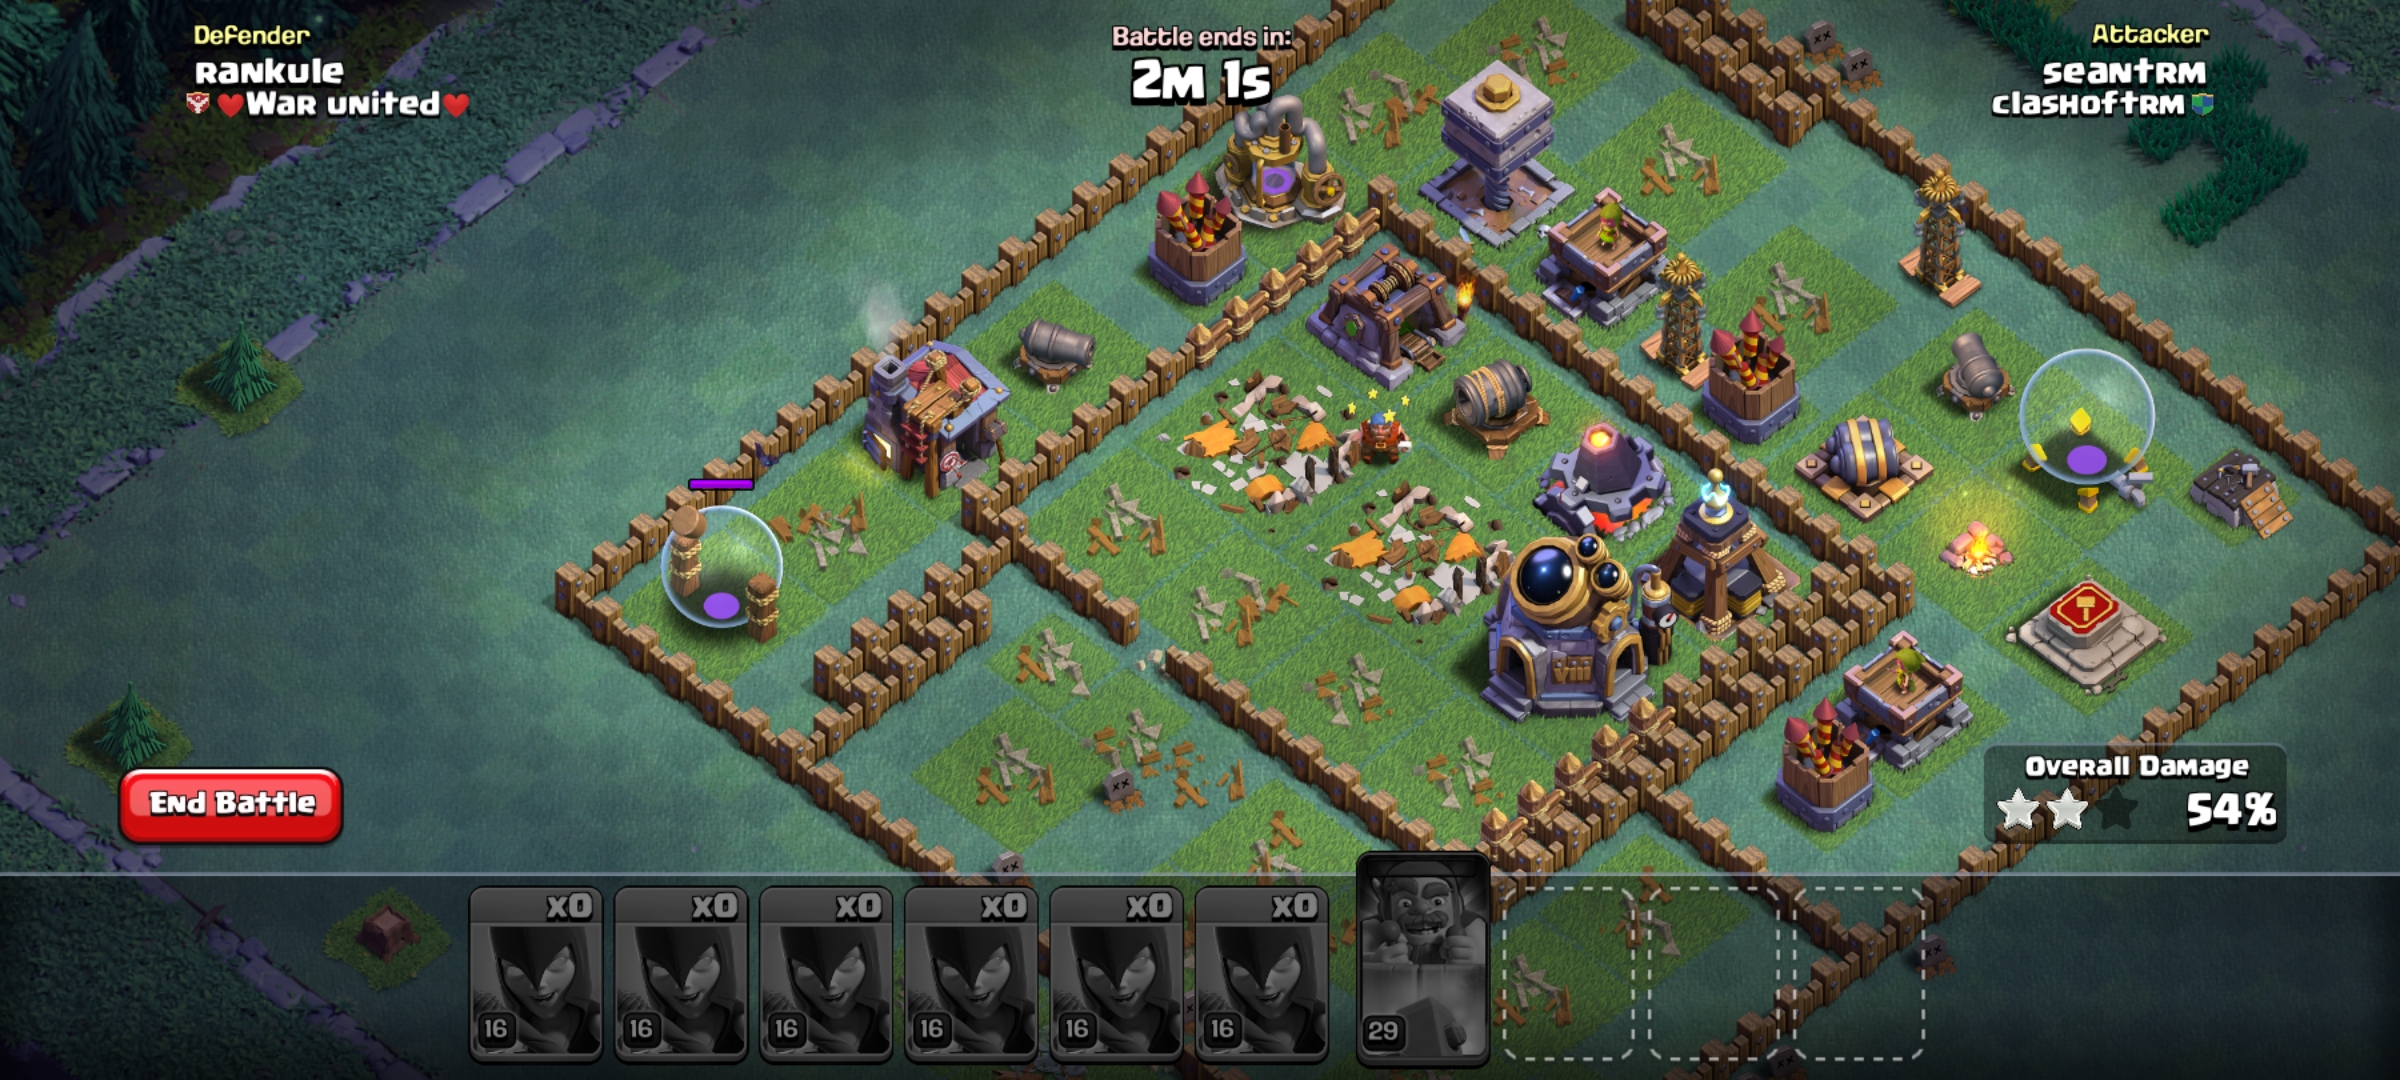 Defender
Rankule
❤️War united❤️
Battle ends in:
2M 1s
Attacker
seantRM
clashoftRM
VIII
End Battle
Overall Damage
54%
x0
x0
x0
x0
x0
x0
16
16
16
16
16
16
29